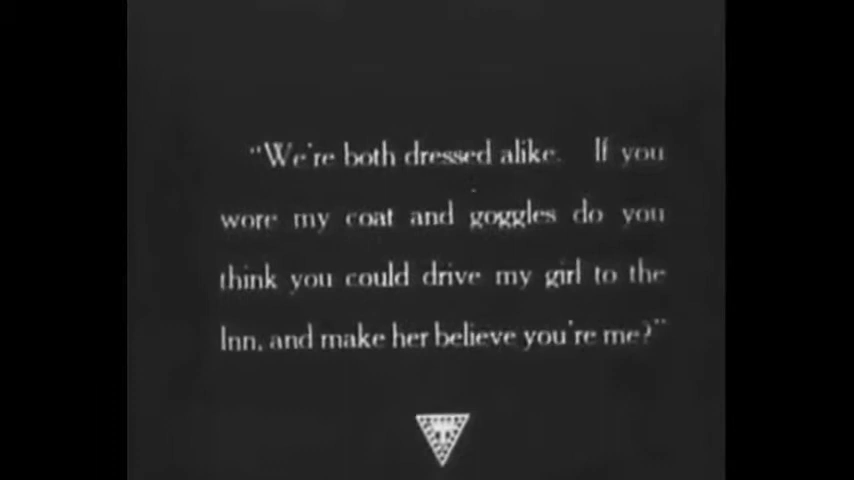 "We're both dressed alike. If you
wore my coat and goggles do you
think you could drive my girl to the
Inn, and make her believe you're me?"